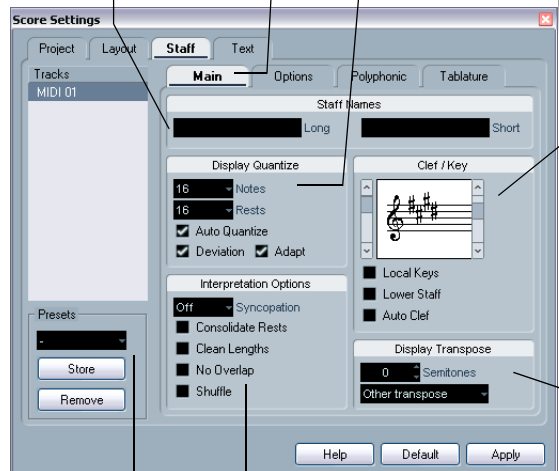 Score Settings
Project Layout Staff Text
Tracks
MIDI 01
Main Options Polyphonic Tablature
Staff Names
Long Short
Display Quantize
16 Notes
16 Rests
Auto Quantize
Deviation Adapt
Clef / Key
Local Keys
Lower Staff
Auto Clef
Interpretation Options
Off Syncopation
Consolidate Rests
Clean Lengths
No Overlap
Shuffle
Display Transpose
0 Semitones
Other transpose
Presets
-
Store
Remove
Help Default Apply